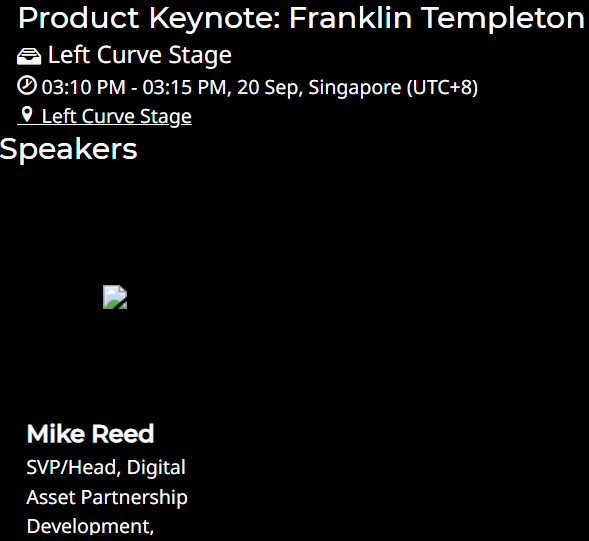 Product Keynote: Franklin Templeton
Left Curve Stage
03:10 PM - 03:15 PM, 20 Sep, Singapore (UTC+8)
Left Curve Stage
Speakers
Mike Reed
SVP/Head, Digital
Asset Partnership
Development,